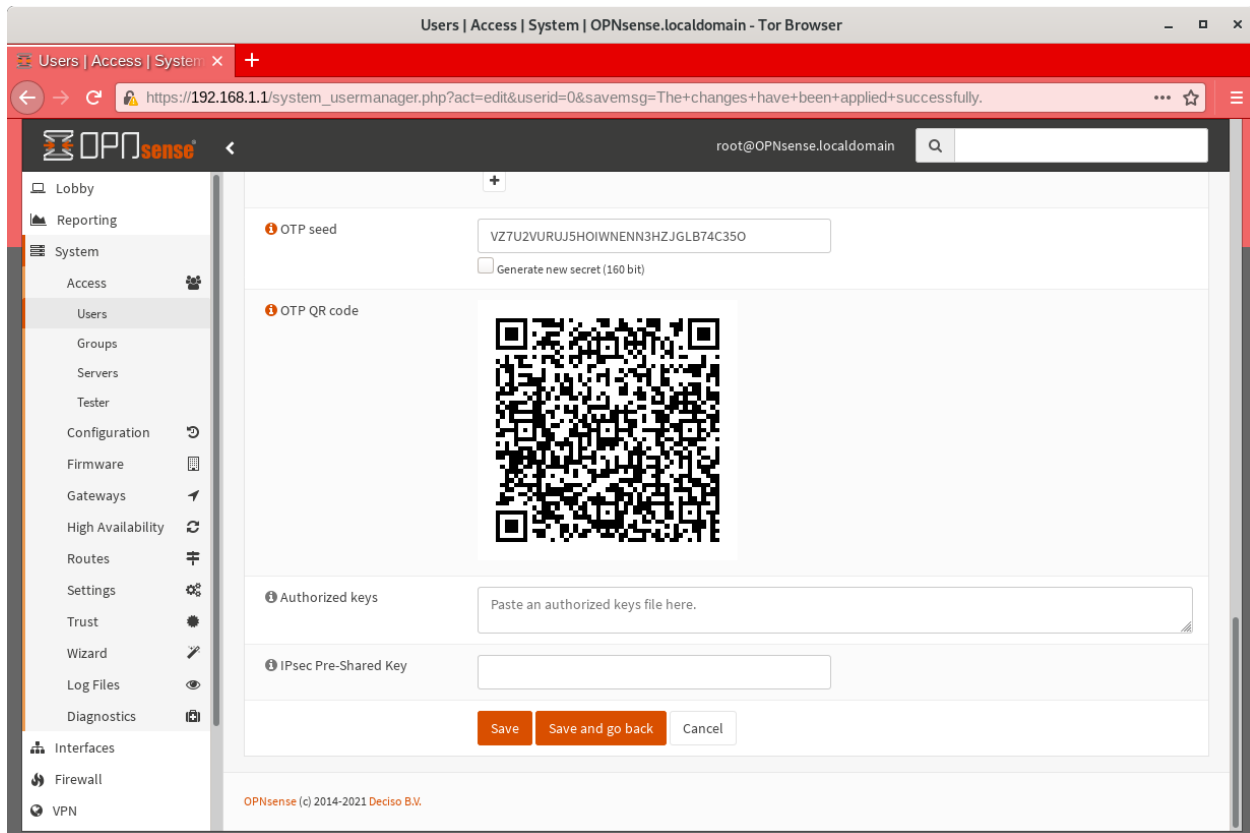 Users | Access | System | OPNsense.localdomain - Tor Browser
Users | Access | System
https://192.168.1.1/system_usermanager.php?act=edit&userid=0&savemsg=The+changes+have+been+applied+successfully.
OPNsense
root@OPNsense.localdomain
Lobby
Reporting
System
Access
Users
Groups
Servers
Tester
Configuration
Firmware
Gateways
High Availability
Routes
Settings
Trust
Wizard
Log Files
Diagnostics
Interfaces
Firewall
VPN
OTP seed
VZ7U2VURUJ5HOIWNENN3HZJGLB74C35O
Generate new secret (160 bit)
OTP QR code
Authorized keys
Paste an authorized keys file here.
IPsec Pre-Shared Key
Save Save and go back Cancel
OPNsense (c) 2014-2021 Deciso B.V.